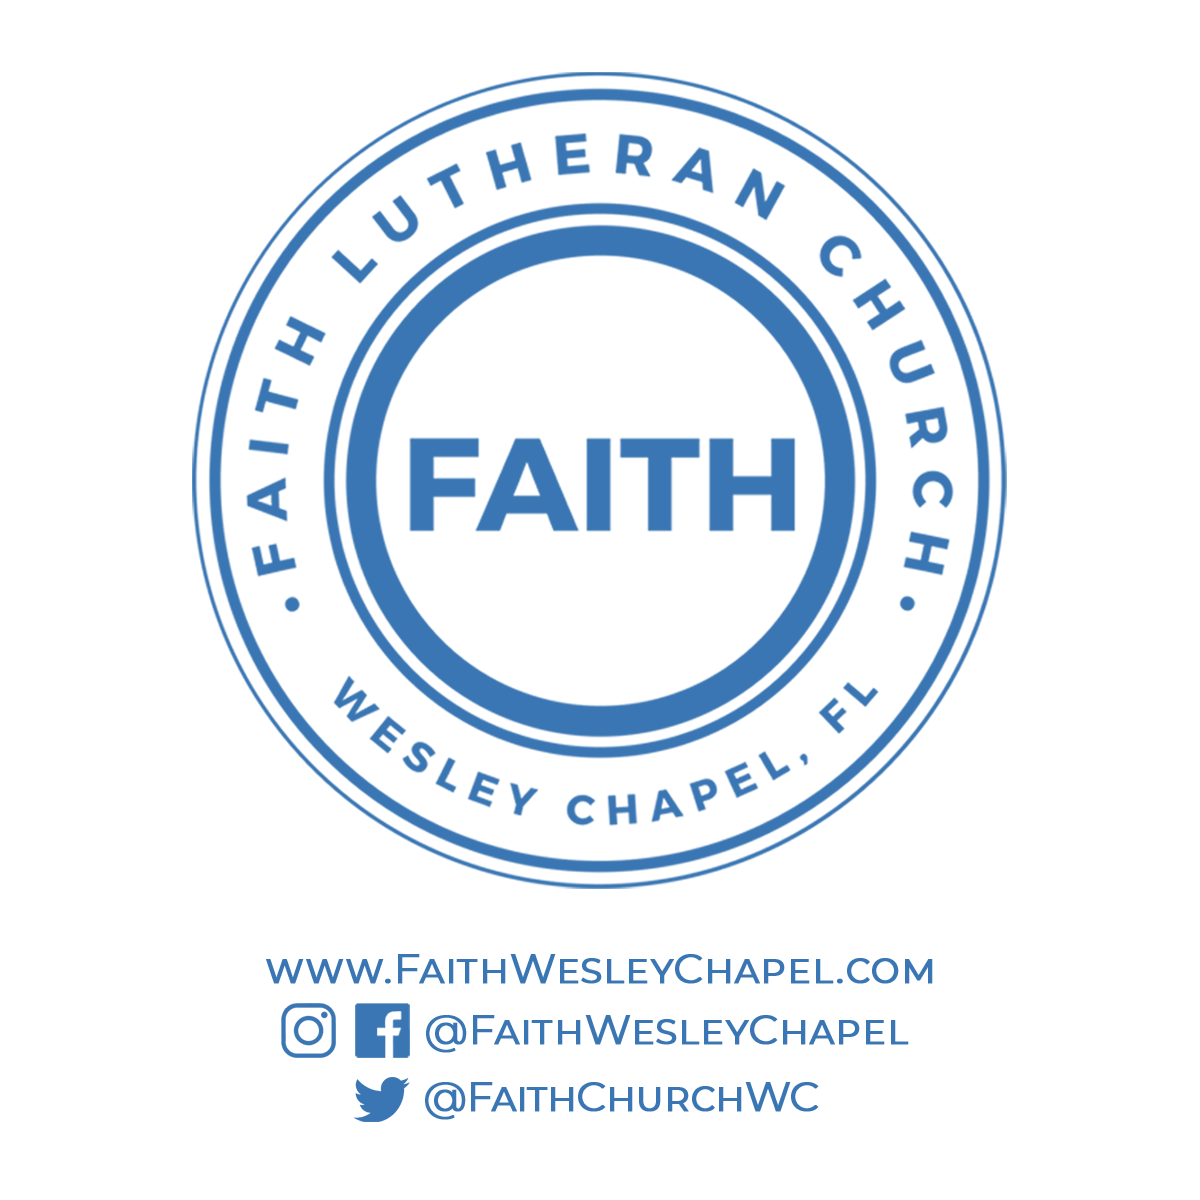 • FAITH LUTHERAN CHURCH •
FAITH
WESLEY CHAPEL, FL
www.FaithWesleyChapel.com
@FaithWesleyChapel
@FaithChurchWC